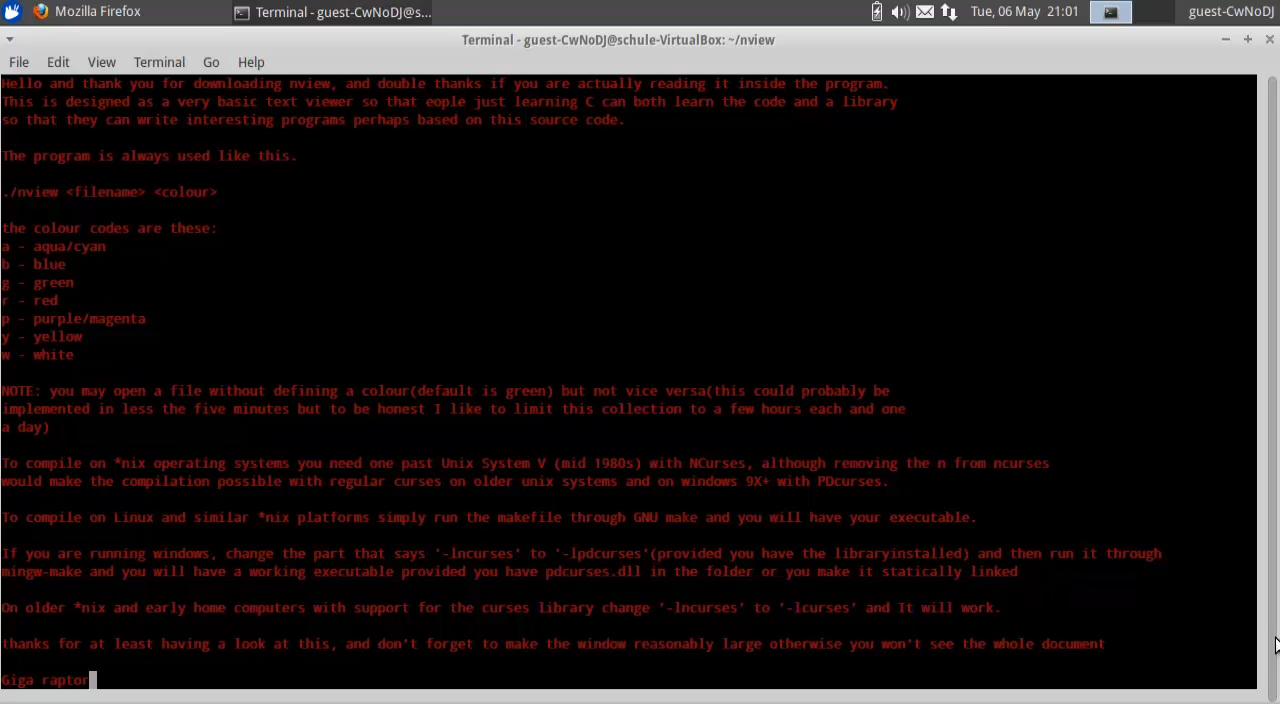 Mozilla Firefox
Terminal - guest-CwNoDJ@s...
Tue, 06 May 21:01
guest-CwNoDJ
Terminal - guest-CwNoDJ@schule-VirtualBox: ~/nview
File Edit View Terminal Go Help
Hello and thank you for downloading nview, and double thanks if you are actually reading it inside the program.
This is designed as a very basic text viewer so that eople just learning C can both learn the code and a library
so that they can write interesting programs perhaps based on this source code.
The program is always used like this.
./nview <filename> <colour>
the colour codes are these:
a - aqua/cyan
b - blue
g - green
r - red
p - purple/magenta
y - yellow
w - white
NOTE: you may open a file without defining a colour(default is green) but not vice versa(this could probably be
implemented in less the five minutes but to be honest I like to limit this collection to a few hours each and one
a day)
To compile on *nix operating systems you need one past Unix System V (mid 1980s) with NCurses, although removing the n from ncurses
would make the compilation possible with regular curses on older unix systems and on windows 9X+ with PDcurses.
To compile on Linux and similar *nix platforms simply run the makefile through GNU make and you will have your executable.
If you are running windows, change the part that says '-lncurses' to '-lpdcurses'(provided you have the libraryinstalled) and then run it through
mingw-make and you will have a working executable provided you have pdcurses.dll in the folder or you make it statically linked
On older *nix and early home computers with support for the curses library change '-lncurses' to '-lcurses' and It will work.
thanks for at least having a look at this, and don't forget to make the window reasonably large otherwise you won't see the whole document
Giga raptor